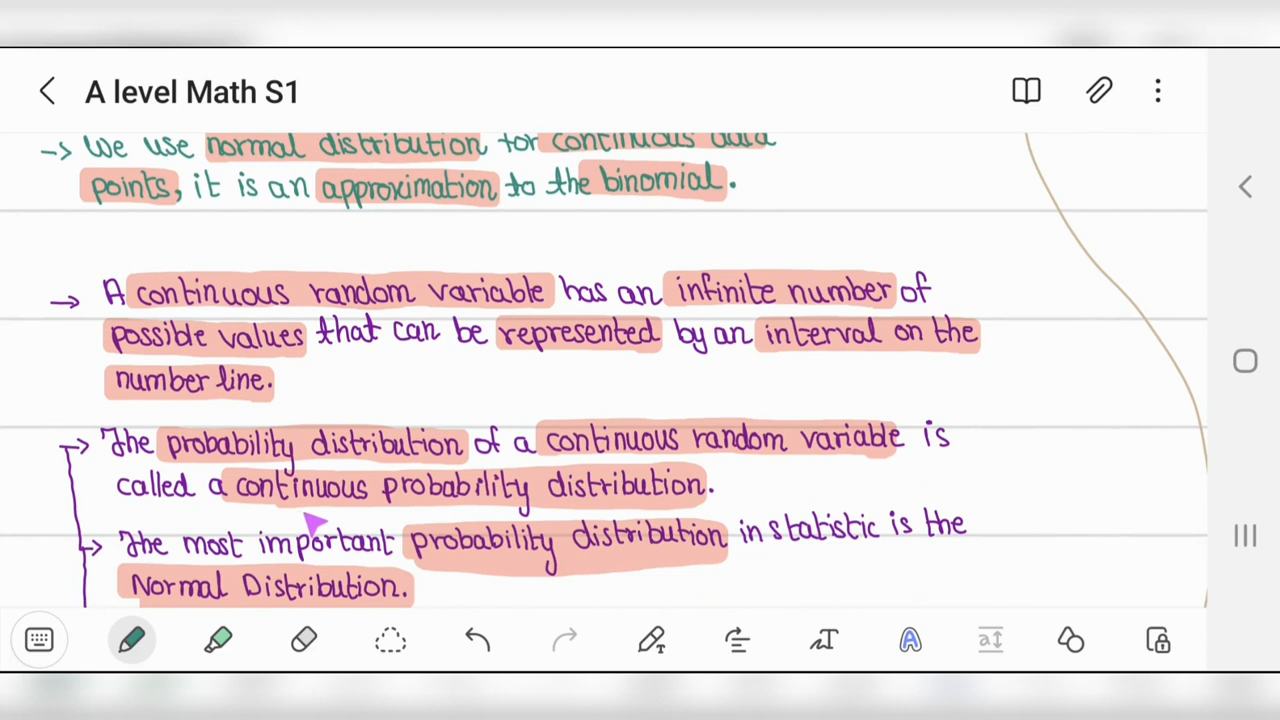 A level Math S1
→ We use normal distribution for continuous data
points, it is an approximation to the binomial.
→ A continuous random variable has an infinite number of
possible values that can be represented by an interval on the
number line.
→ The probability distribution of a continuous random variable is
called a continuous probability distribution.
→ The most important probability distribution in statistic is the
Normal Distribution.